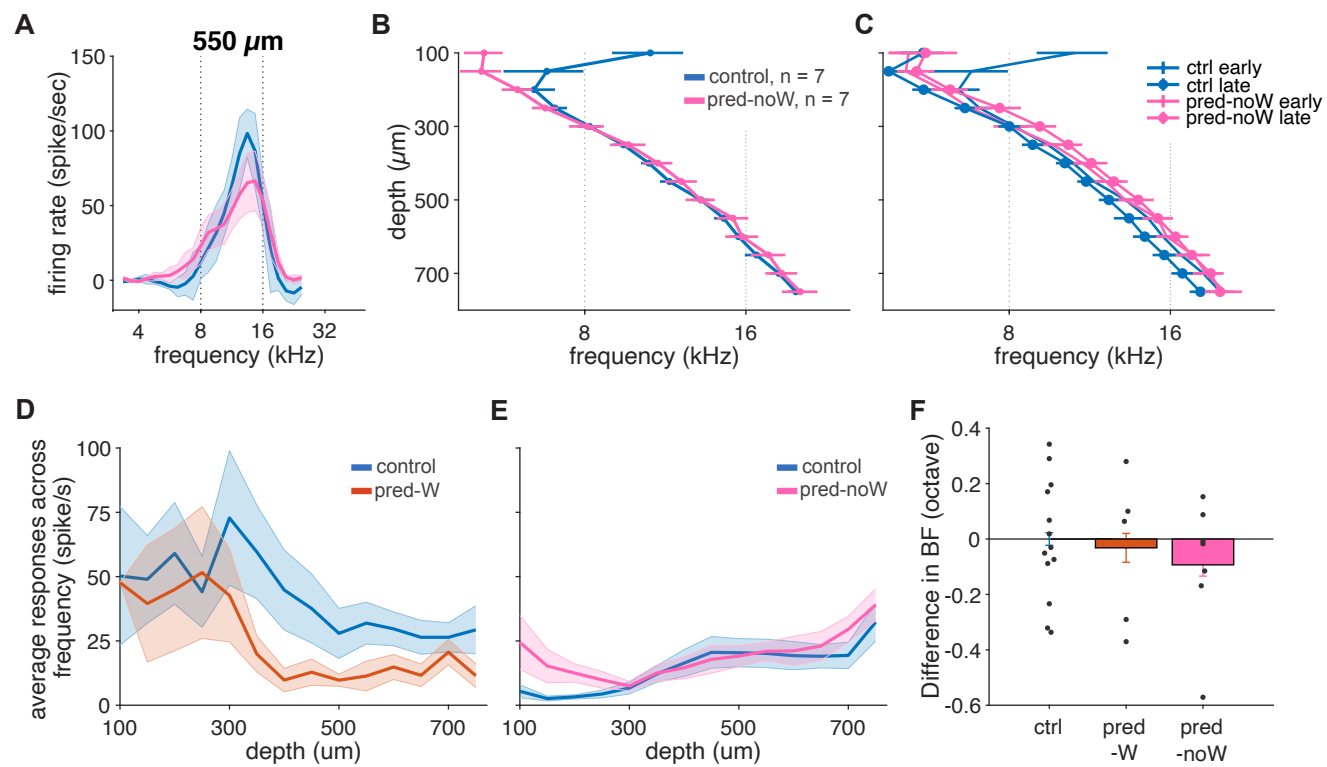 A
550 µm
firing rate (spike/sec)
150
100
50
0
4
8
16
32
frequency (kHz)
B
depth (µm)
100
300
500
700
control, n = 7
pred-noW, n = 7
8
16
frequency (kHz)
C
ctrl early
ctrl late
pred-noW early
pred-noW late
8
16
frequency (kHz)
D
average responses across
frequency (spike/s)
100
75
50
25
0
control
pred-W
100
300
500
700
depth (um)
E
control
pred-noW
100
300
500
700
depth (um)
F
Difference in BF (octave)
0.4
0.2
0
-0.2
-0.4
-0.6
ctrl
pred
-W
pred
-noW